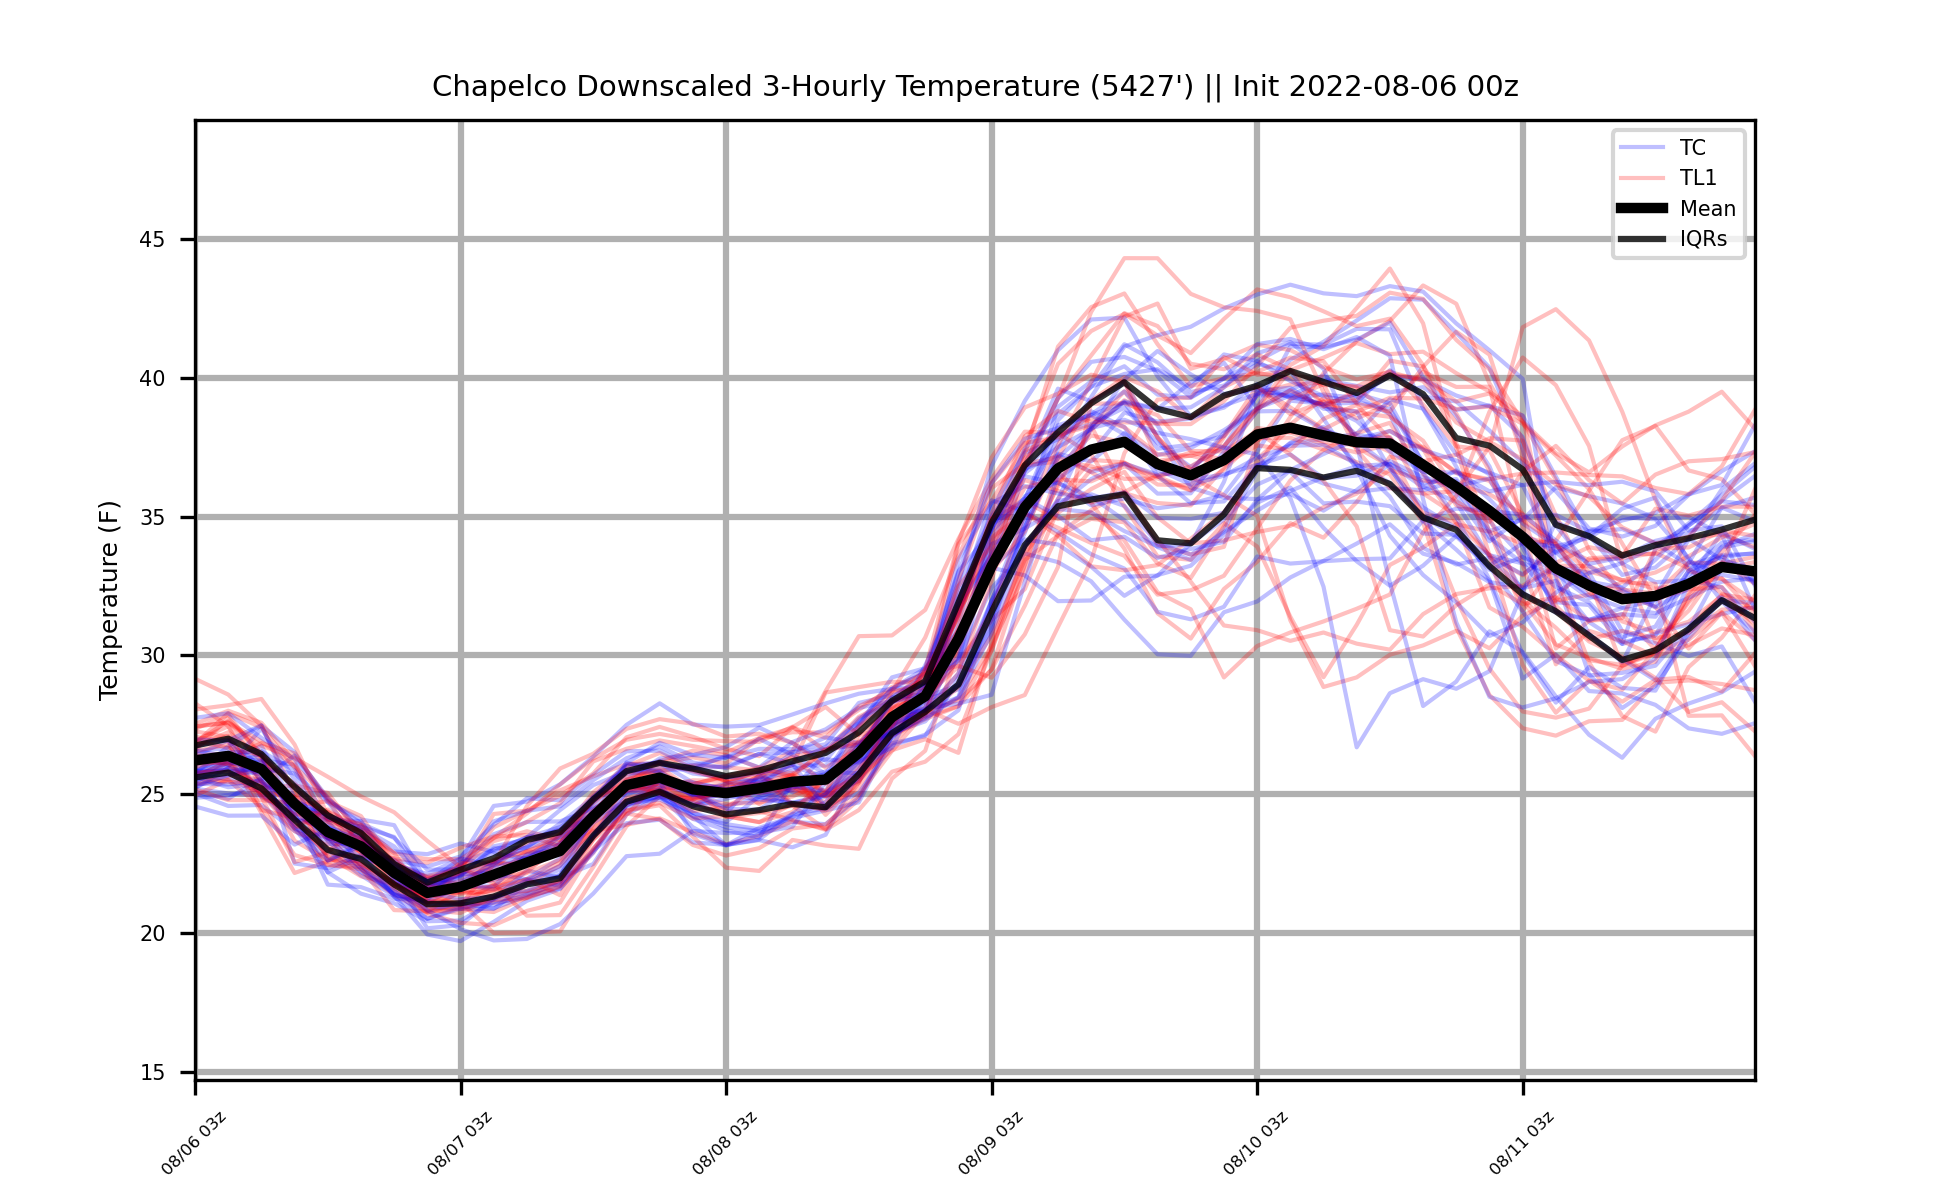 Chapelco Downscaled 3-Hourly Temperature (5427') || Init 2022-08-06 00z
TC
TL1
Mean
IQRs
Temperature (F)
45
40
35
30
25
20
15
08/06 03z
08/07 03z
08/08 03z
08/09 03z
08/10 03z
08/11 03z